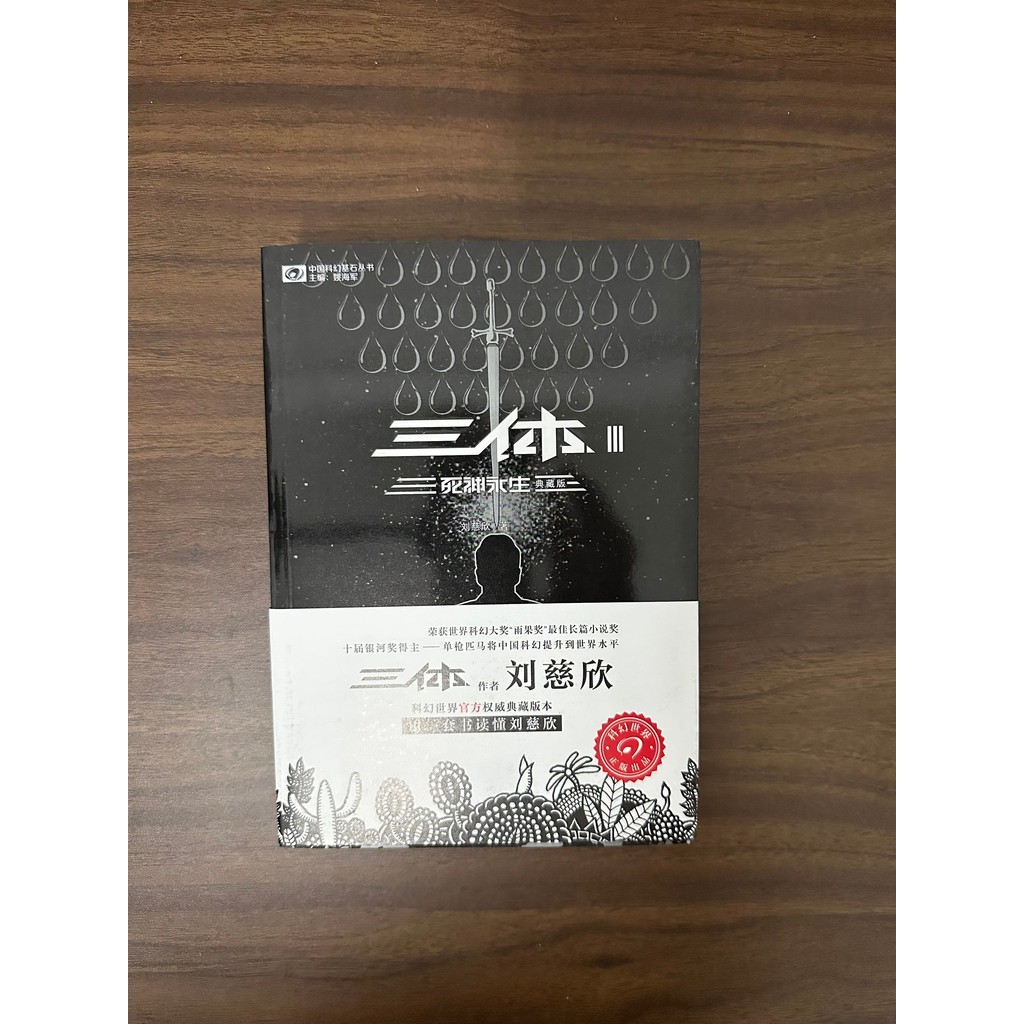 中国科幻基石丛书
主编：姚海军
三体 III
死神永生 典藏版
刘慈欣 著
荣获世界科幻大奖“雨果奖”最佳长篇小说奖
十届银河奖得主——单枪匹马将中国科幻提升到世界水平
三体 作者 刘慈欣
科幻世界官方权威典藏版本
套书读懂刘慈欣
科幻世界
正版出品